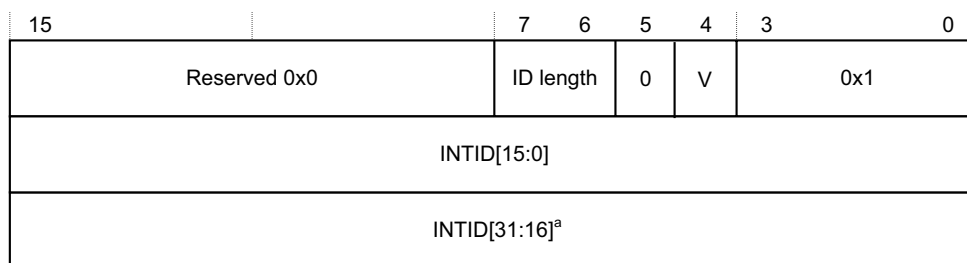 15 7 6 5 4 3 0
Reserved 0x0 ID length 0 V 0x1
INTID[15:0]
INTID[31:16]a